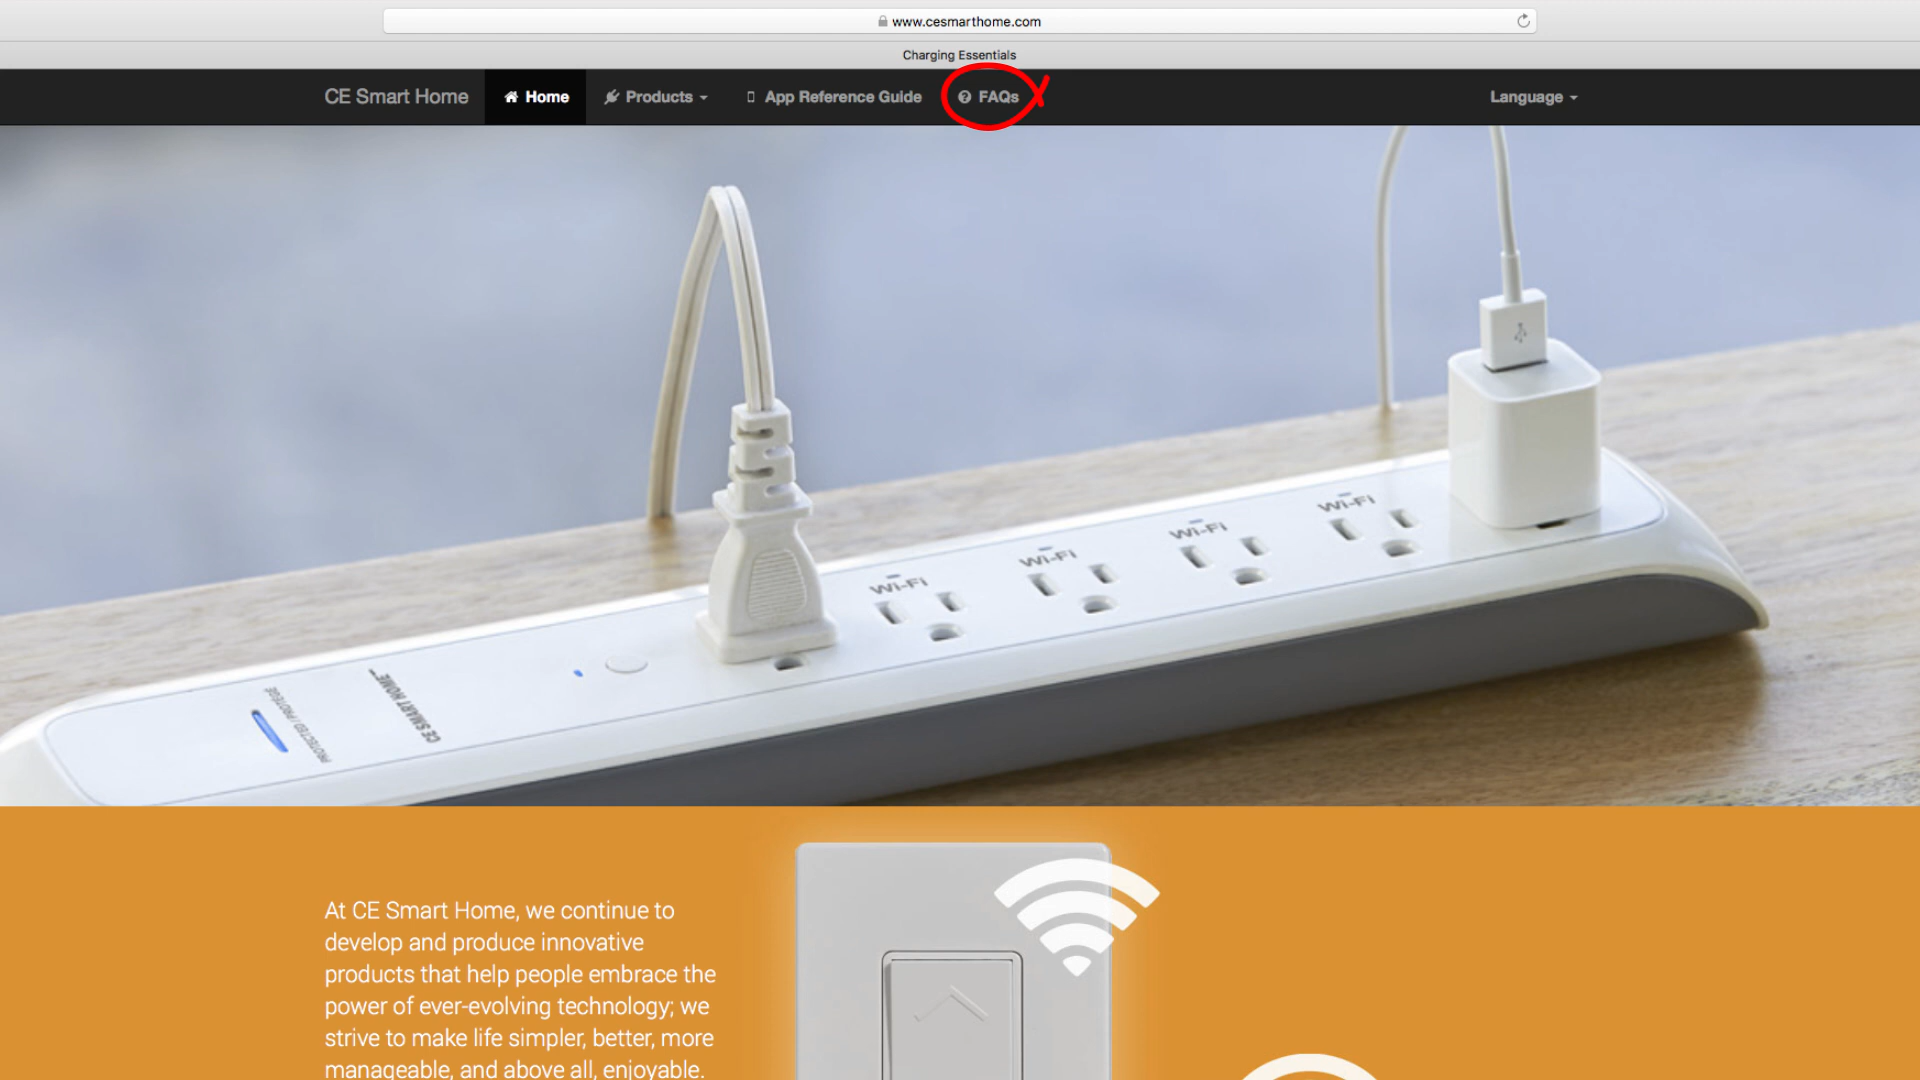 www.cesmarthome.com
Charging Essentials
CE Smart Home Home Products App Reference Guide FAQs Language
Wi-Fi
Wi-Fi
Wi-Fi
Wi-Fi
CE SMART HOME™
PROTECTED / PROTÉGÉ
At CE Smart Home, we continue to
develop and produce innovative
products that help people embrace the
power of ever-evolving technology; we
strive to make life simpler, better, more
manageable, and above all, enjoyable.